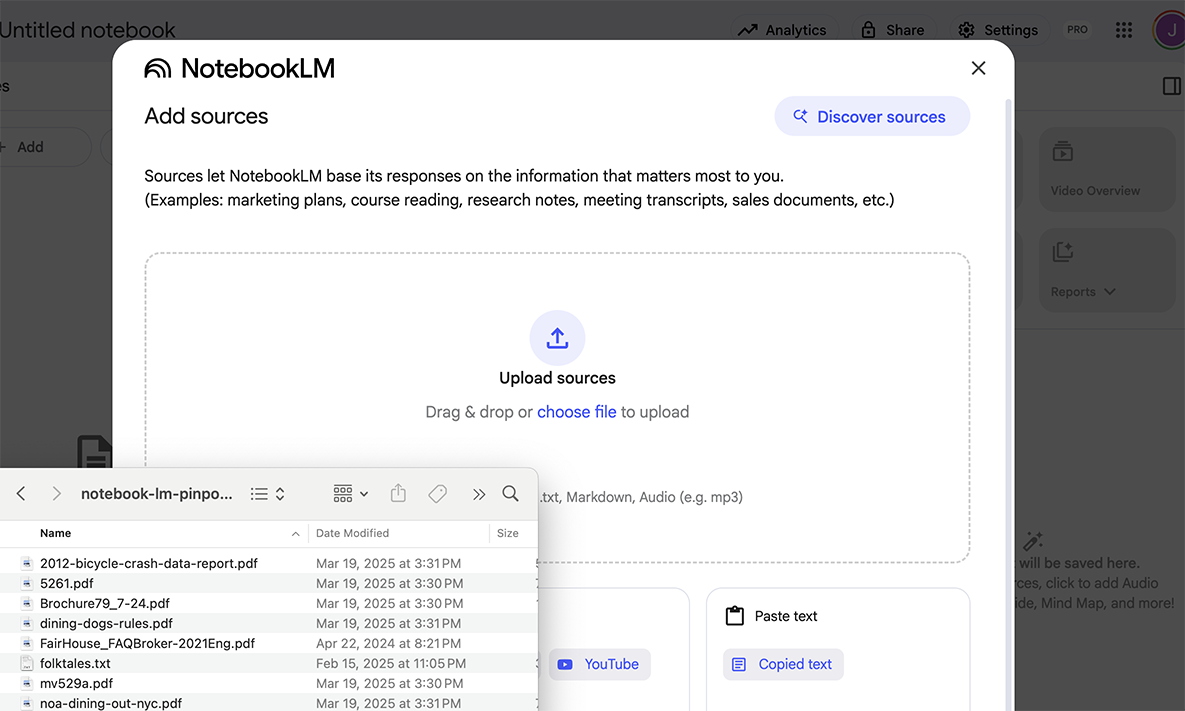 Untitled notebook
Analytics
Share
Settings
PRO
J
NotebookLM
Add sources
Discover sources
Add
Sources let NotebookLM base its responses on the information that matters most to you.
(Examples: marketing plans, course reading, research notes, meeting transcripts, sales documents, etc.)
Video Overview
Reports
Upload sources
Drag & drop or choose file to upload
.txt, Markdown, Audio (e.g. mp3)
notebook-lm-pinpo...
Name Date Modified Size
2012-bicycle-crash-data-report.pdf Mar 19, 2025 at 3:31 PM
5261.pdf Mar 19, 2025 at 3:30 PM
Brochure79_7-24.pdf Mar 19, 2025 at 3:30 PM
dining-dogs-rules.pdf Mar 19, 2025 at 3:31 PM
FairHouse_FAQBroker-2021Eng.pdf Apr 22, 2024 at 8:21 PM
folktales.txt Feb 15, 2025 at 11:05 PM
mv529a.pdf Mar 19, 2025 at 3:30 PM
noa-dining-out-nyc.pdf Mar 19, 2025 at 3:31 PM
YouTube
Paste text
Copied text
will be saved here.
click to add Audio
Mind Map, and more!